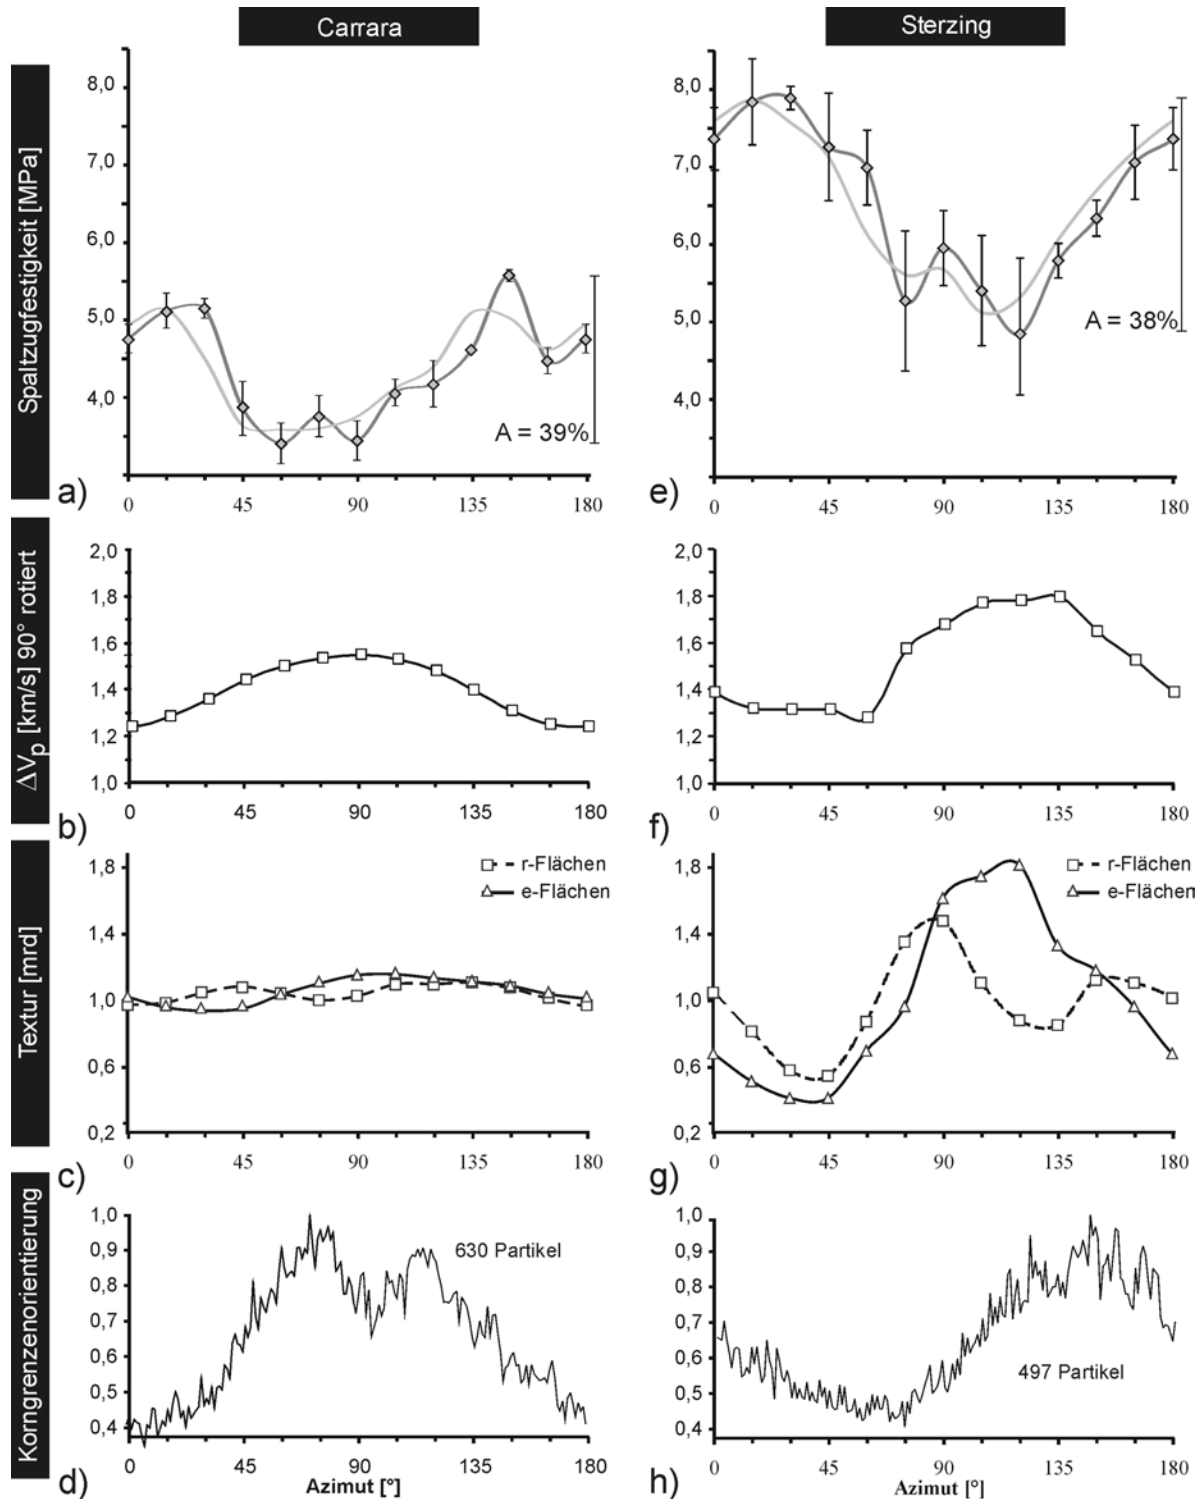 Carrara
Sterzing
Spaltzugfestigkeit [MPa]
8,0
7,0
6,0
5,0
4,0
A = 39%
a)
0 45 90 135 180
8,0
7,0
6,0
5,0
4,0
A = 38%
e)
0 45 90 135 180
ΔVp [km/s] 90° rotiert
2,0
1,8
1,6
1,4
1,2
1,0
b)
0 45 90 135 180
2,0
1,8
1,6
1,4
1,2
1,0
f)
0 45 90 135 180
Textur [mrd]
1,8
1,4
1,0
0,6
0,2
r-Flächen
e-Flächen
c)
0 45 90 135 180
1,8
1,4
1,0
0,6
0,2
r-Flächen
e-Flächen
g)
0 45 90 135 180
Korngrenzenorientierung
1,0
0,9
0,8
0,7
0,6
0,5
0,4
630 Partikel
d)
0 45 90 135 180
Azimut [°]
1,0
0,9
0,8
0,7
0,6
0,5
0,4
497 Partikel
h)
0 45 90 135 180
Azimut [°]